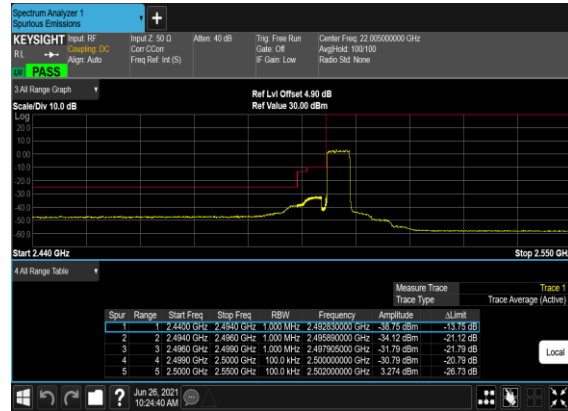 Spectrum Analyzer 1
Spurious Emissions
KEYSIGHT Input: RF Input Z: 50 Ω Atten: 40 dB Trig: Free Run Center Freq: 22.005000000 GHz
RL Coupling: DC Corr CCorr Gate: Off Avg|Hold: 100/100
Align: Auto Freq Ref: Int (S) IF Gain: Low Radio Std: None
PASS
3 All Range Graph
Ref Lvl Offset 4.90 dB
Scale/Div 10.0 dB Ref Value 30.00 dBm
Log
20.0
10.0
0.00
-10.0
-20.0
-30.0
-40.0
-50.0
-60.0
Start 2.440 GHz Stop 2.550 GHz
4 All Range Table
Measure Trace Trace 1
Trace Type Trace Average (Active)
Spur Range Start Freq Stop Freq RBW Frequency Amplitude ΔLimit
1 1 2.4400 GHz 2.4940 GHz 1.000 MHz 2.492830000 GHz -38.75 dBm -13.75 dB
2 2 2.4940 GHz 2.4960 GHz 1.000 MHz 2.495890000 GHz -34.12 dBm -21.12 dB
3 3 2.4960 GHz 2.4990 GHz 1.000 MHz 2.497905000 GHz -31.79 dBm -21.79 dB
4 4 2.4990 GHz 2.5000 GHz 100.0 kHz 2.500000000 GHz -30.79 dBm -20.79 dB
5 5 2.5000 GHz 2.5500 GHz 100.0 kHz 2.502000000 GHz 3.274 dBm -26.73 dB
Local
? Jun 26, 2021
10:24:40 AM